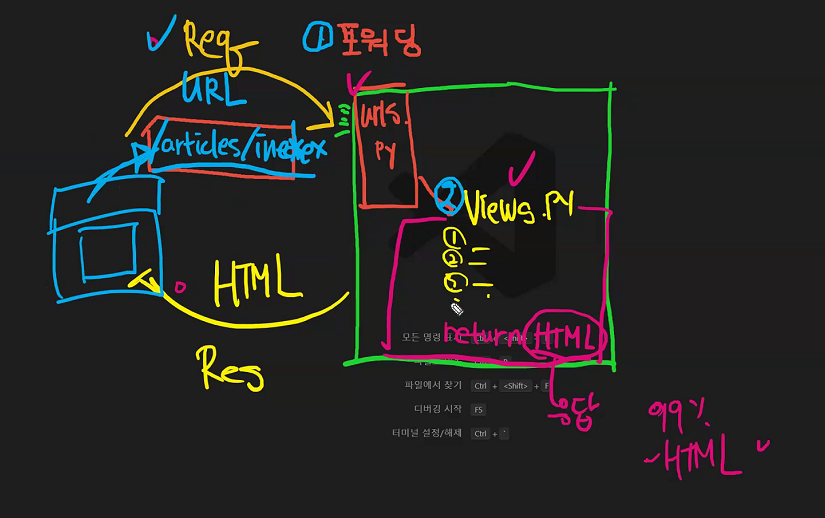 Req
① 포워딩
URL
/articles/index
urls.
py
② views.py
①
②
③
HTML
Res
return HTML
모든 명령 표시 Ctrl +
파일에서 찾기 Ctrl + <Shift> + F
디버깅 시작 F5
터미널 설정/해제 Ctrl + `
응답
99%
HTML